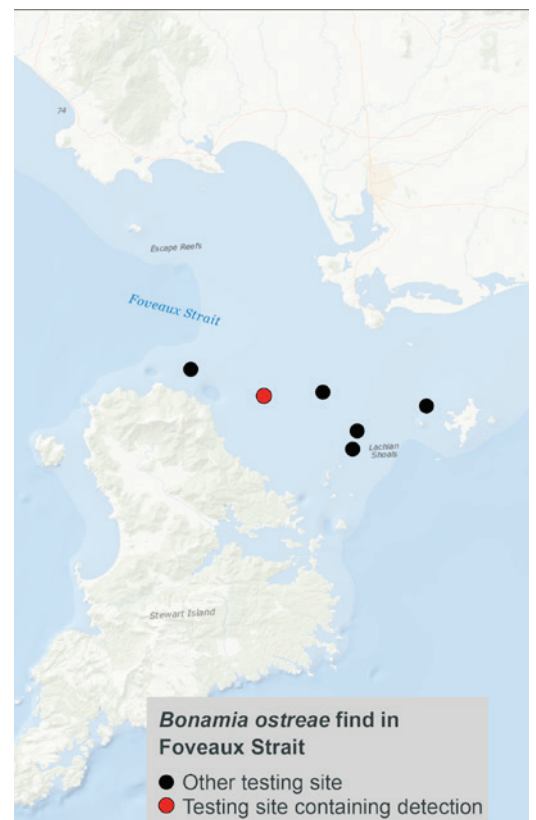 74
Escape Reefs
Foveaux Strait
Lachlan
Shoals
Stewart Island
Bonamia ostreae find in
Foveaux Strait
Other testing site
Testing site containing detection